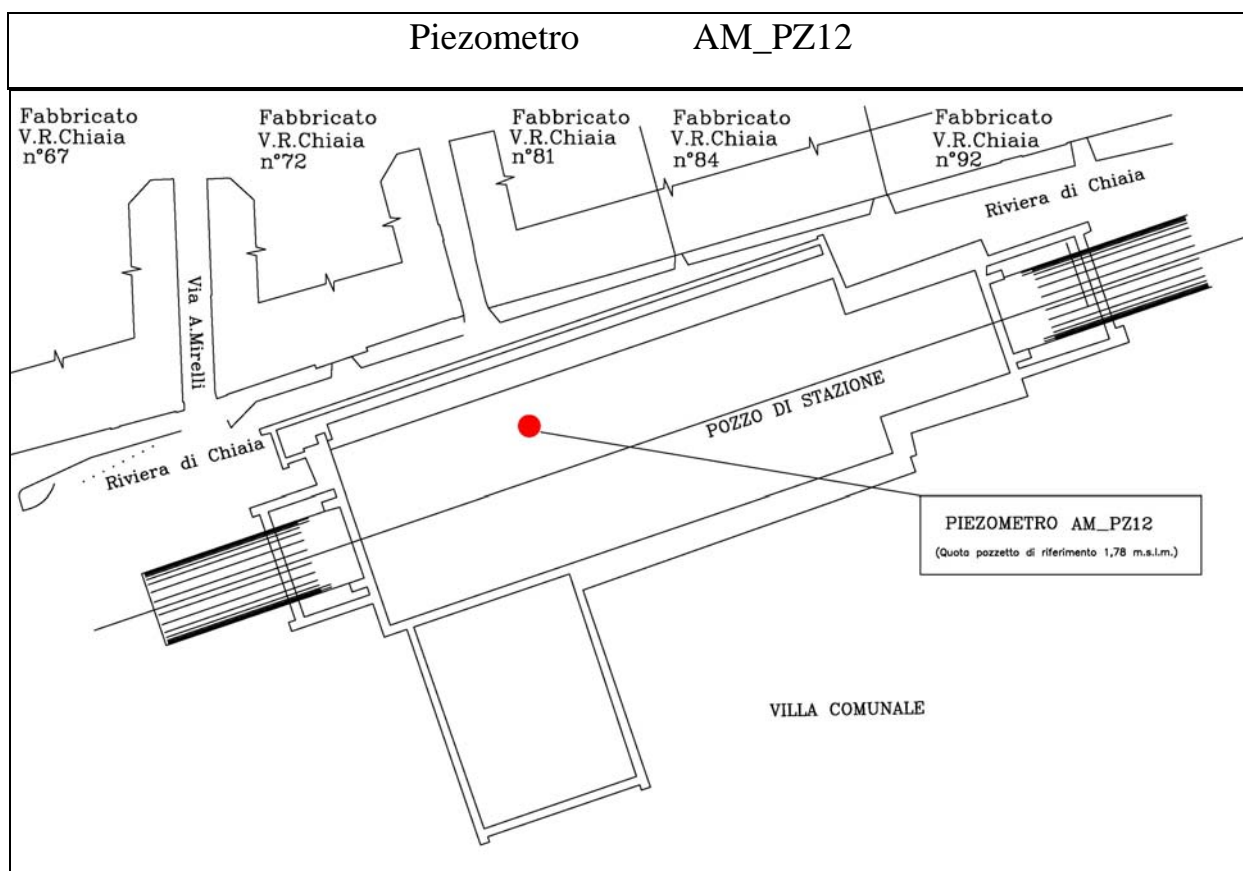 Piezometro AM_PZ12
Fabbricato
V.R.Chiaia
n°67
Fabbricato
V.R.Chiaia
n°72
Fabbricato
V.R.Chiaia
n°81
Fabbricato
V.R.Chiaia
n°84
Fabbricato
V.R.Chiaia
n°92
Riviera di Chiaia
Via A.Mirelli
POZZO DI STAZIONE
Riviera di Chiaia
PIEZOMETRO AM_PZ12
(Quota pozzetto di riferimento 1,78 m.s.l.m.)
VILLA COMUNALE